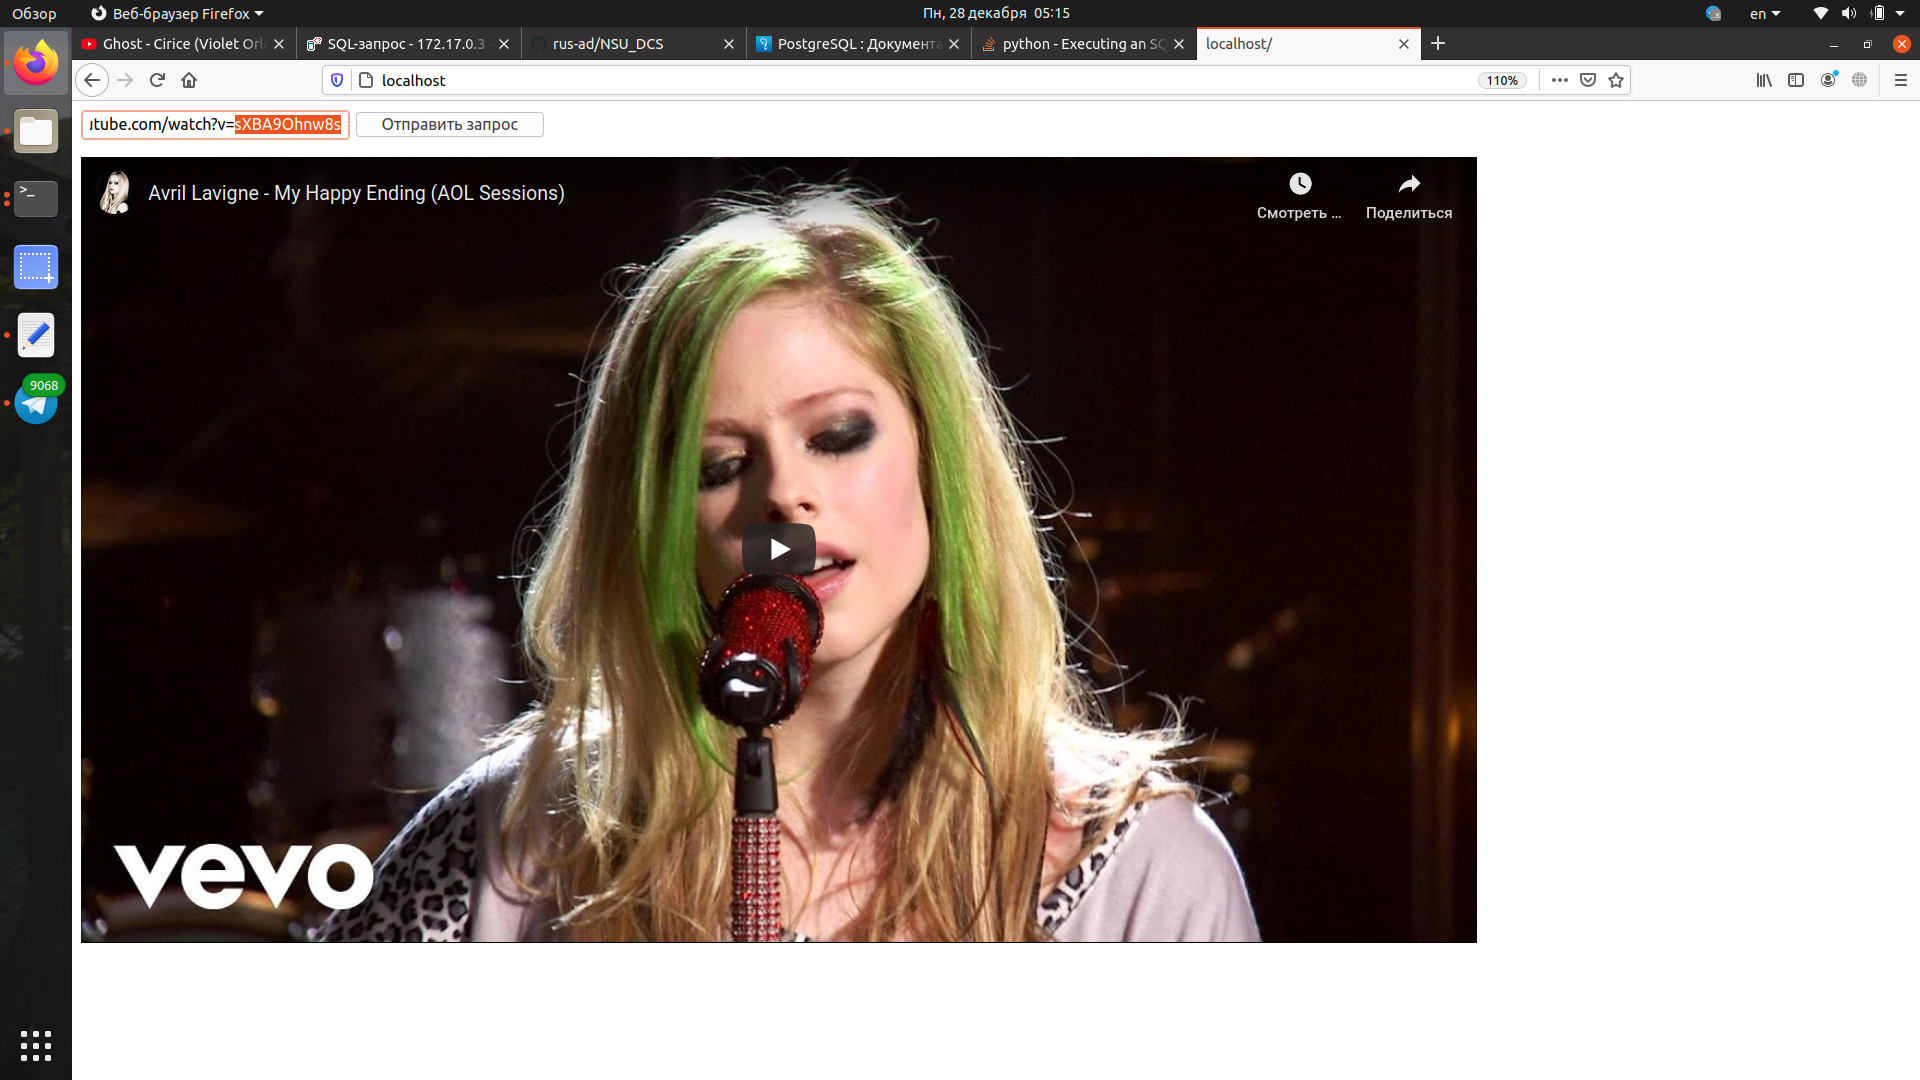 Обзор
Веб-браузер Firefox
Пн, 28 декабря 05:15
en
Ghost - Cirice (Violet Orl
SQL-запрос - 172.17.0.3 -
rus-ad/NSU_DCS
PostgreSQL : Документа
python - Executing an SQ
localhost/
localhost
110%
utube.com/watch?v=sXBA9Ohnw8s
Отправить запрос
Avril Lavigne - My Happy Ending (AOL Sessions)
Смотреть ...
Поделиться
9068
vevo